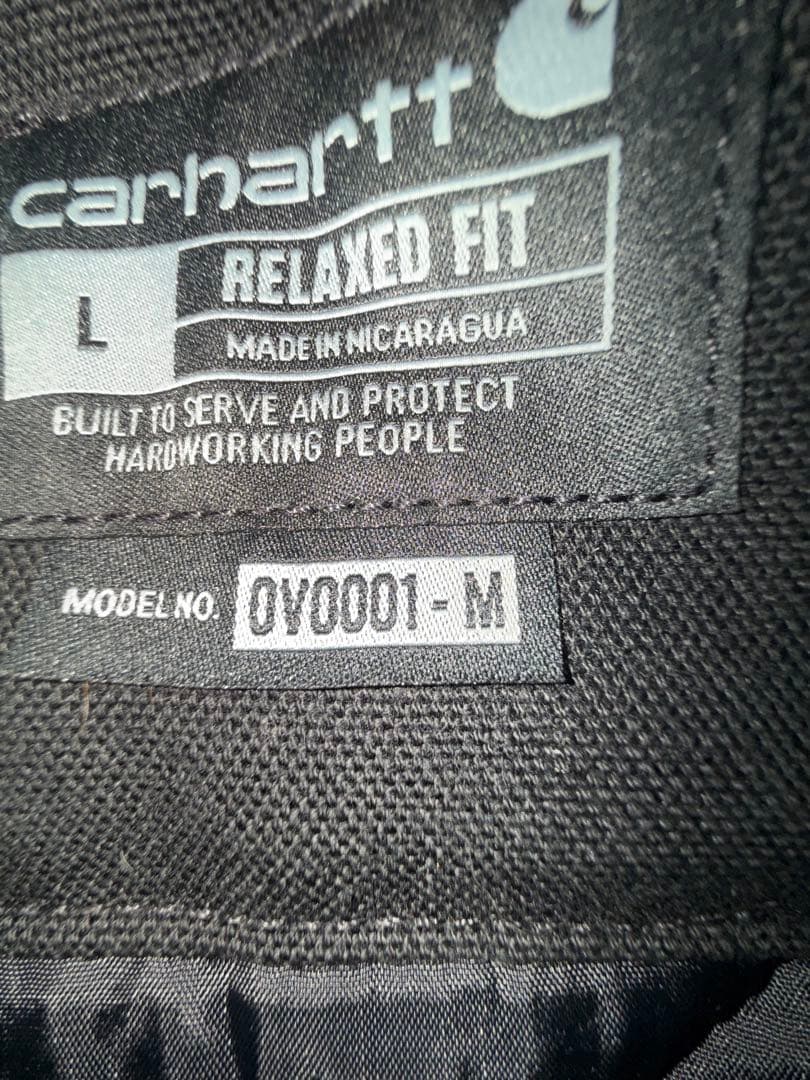 carhartt
L
RELAXED FIT
MADE IN NICARAGUA
BUILT TO SERVE AND PROTECT
HARDWORKING PEOPLE
MODEL NO. OV0001-M